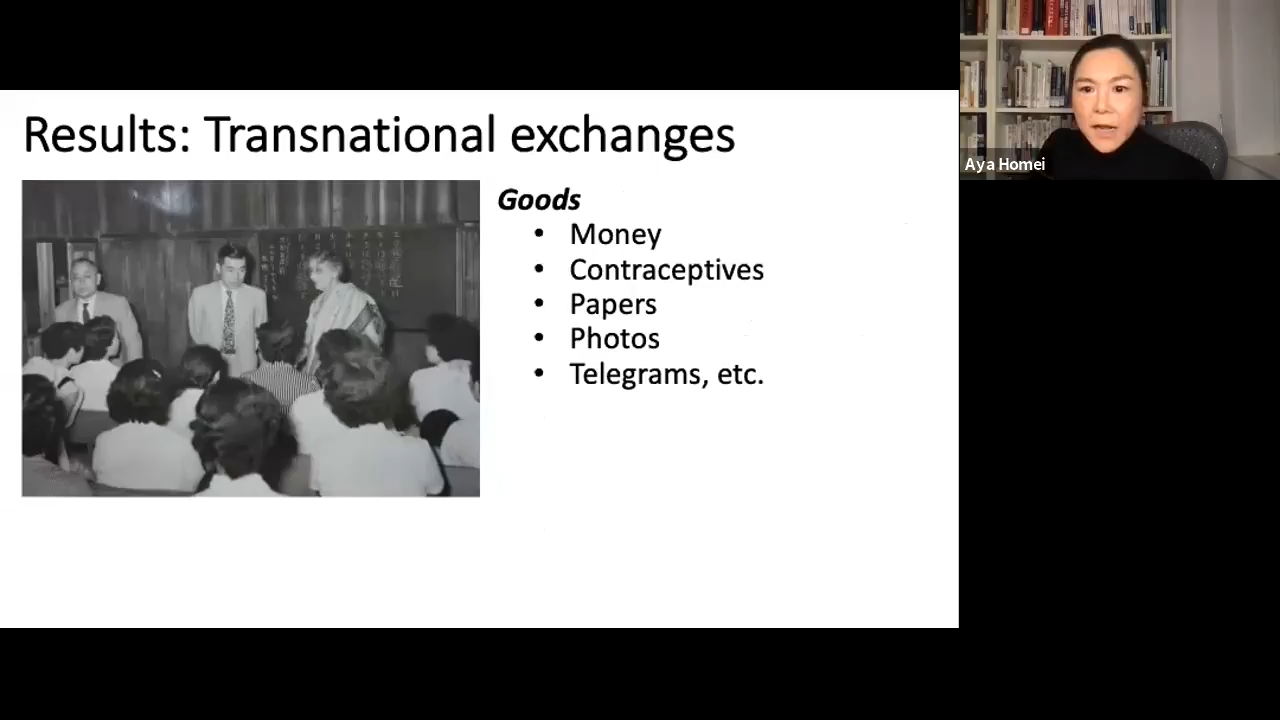 Results: Transnational exchanges
Goods
• Money
• Contraceptives
• Papers
• Photos
• Telegrams, etc.
Aya Homei